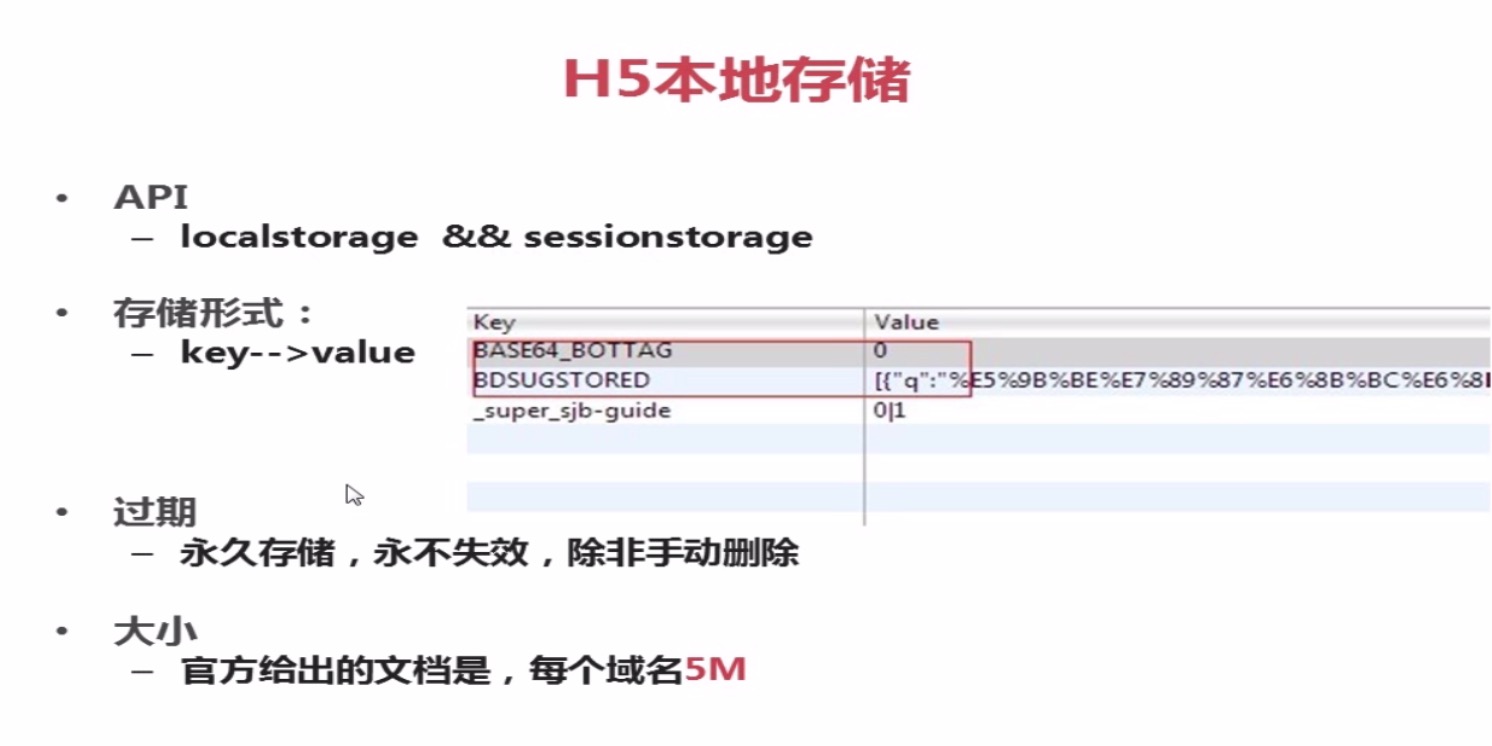 H5本地存储
• API
– localstorage && sessionstorage
• 存储形式：
– key-->value
Key Value
BASE64_BOTTAG 0
BDSUGSTORED [{"q":"%E5%9B%BE%E7%89%87%E6%8B%BC%E6%8
_super_sjb-guide 0|1
• 过期
– 永久存储，永不失效，除非手动删除
• 大小
– 官方给出的文档是，每个域名5M